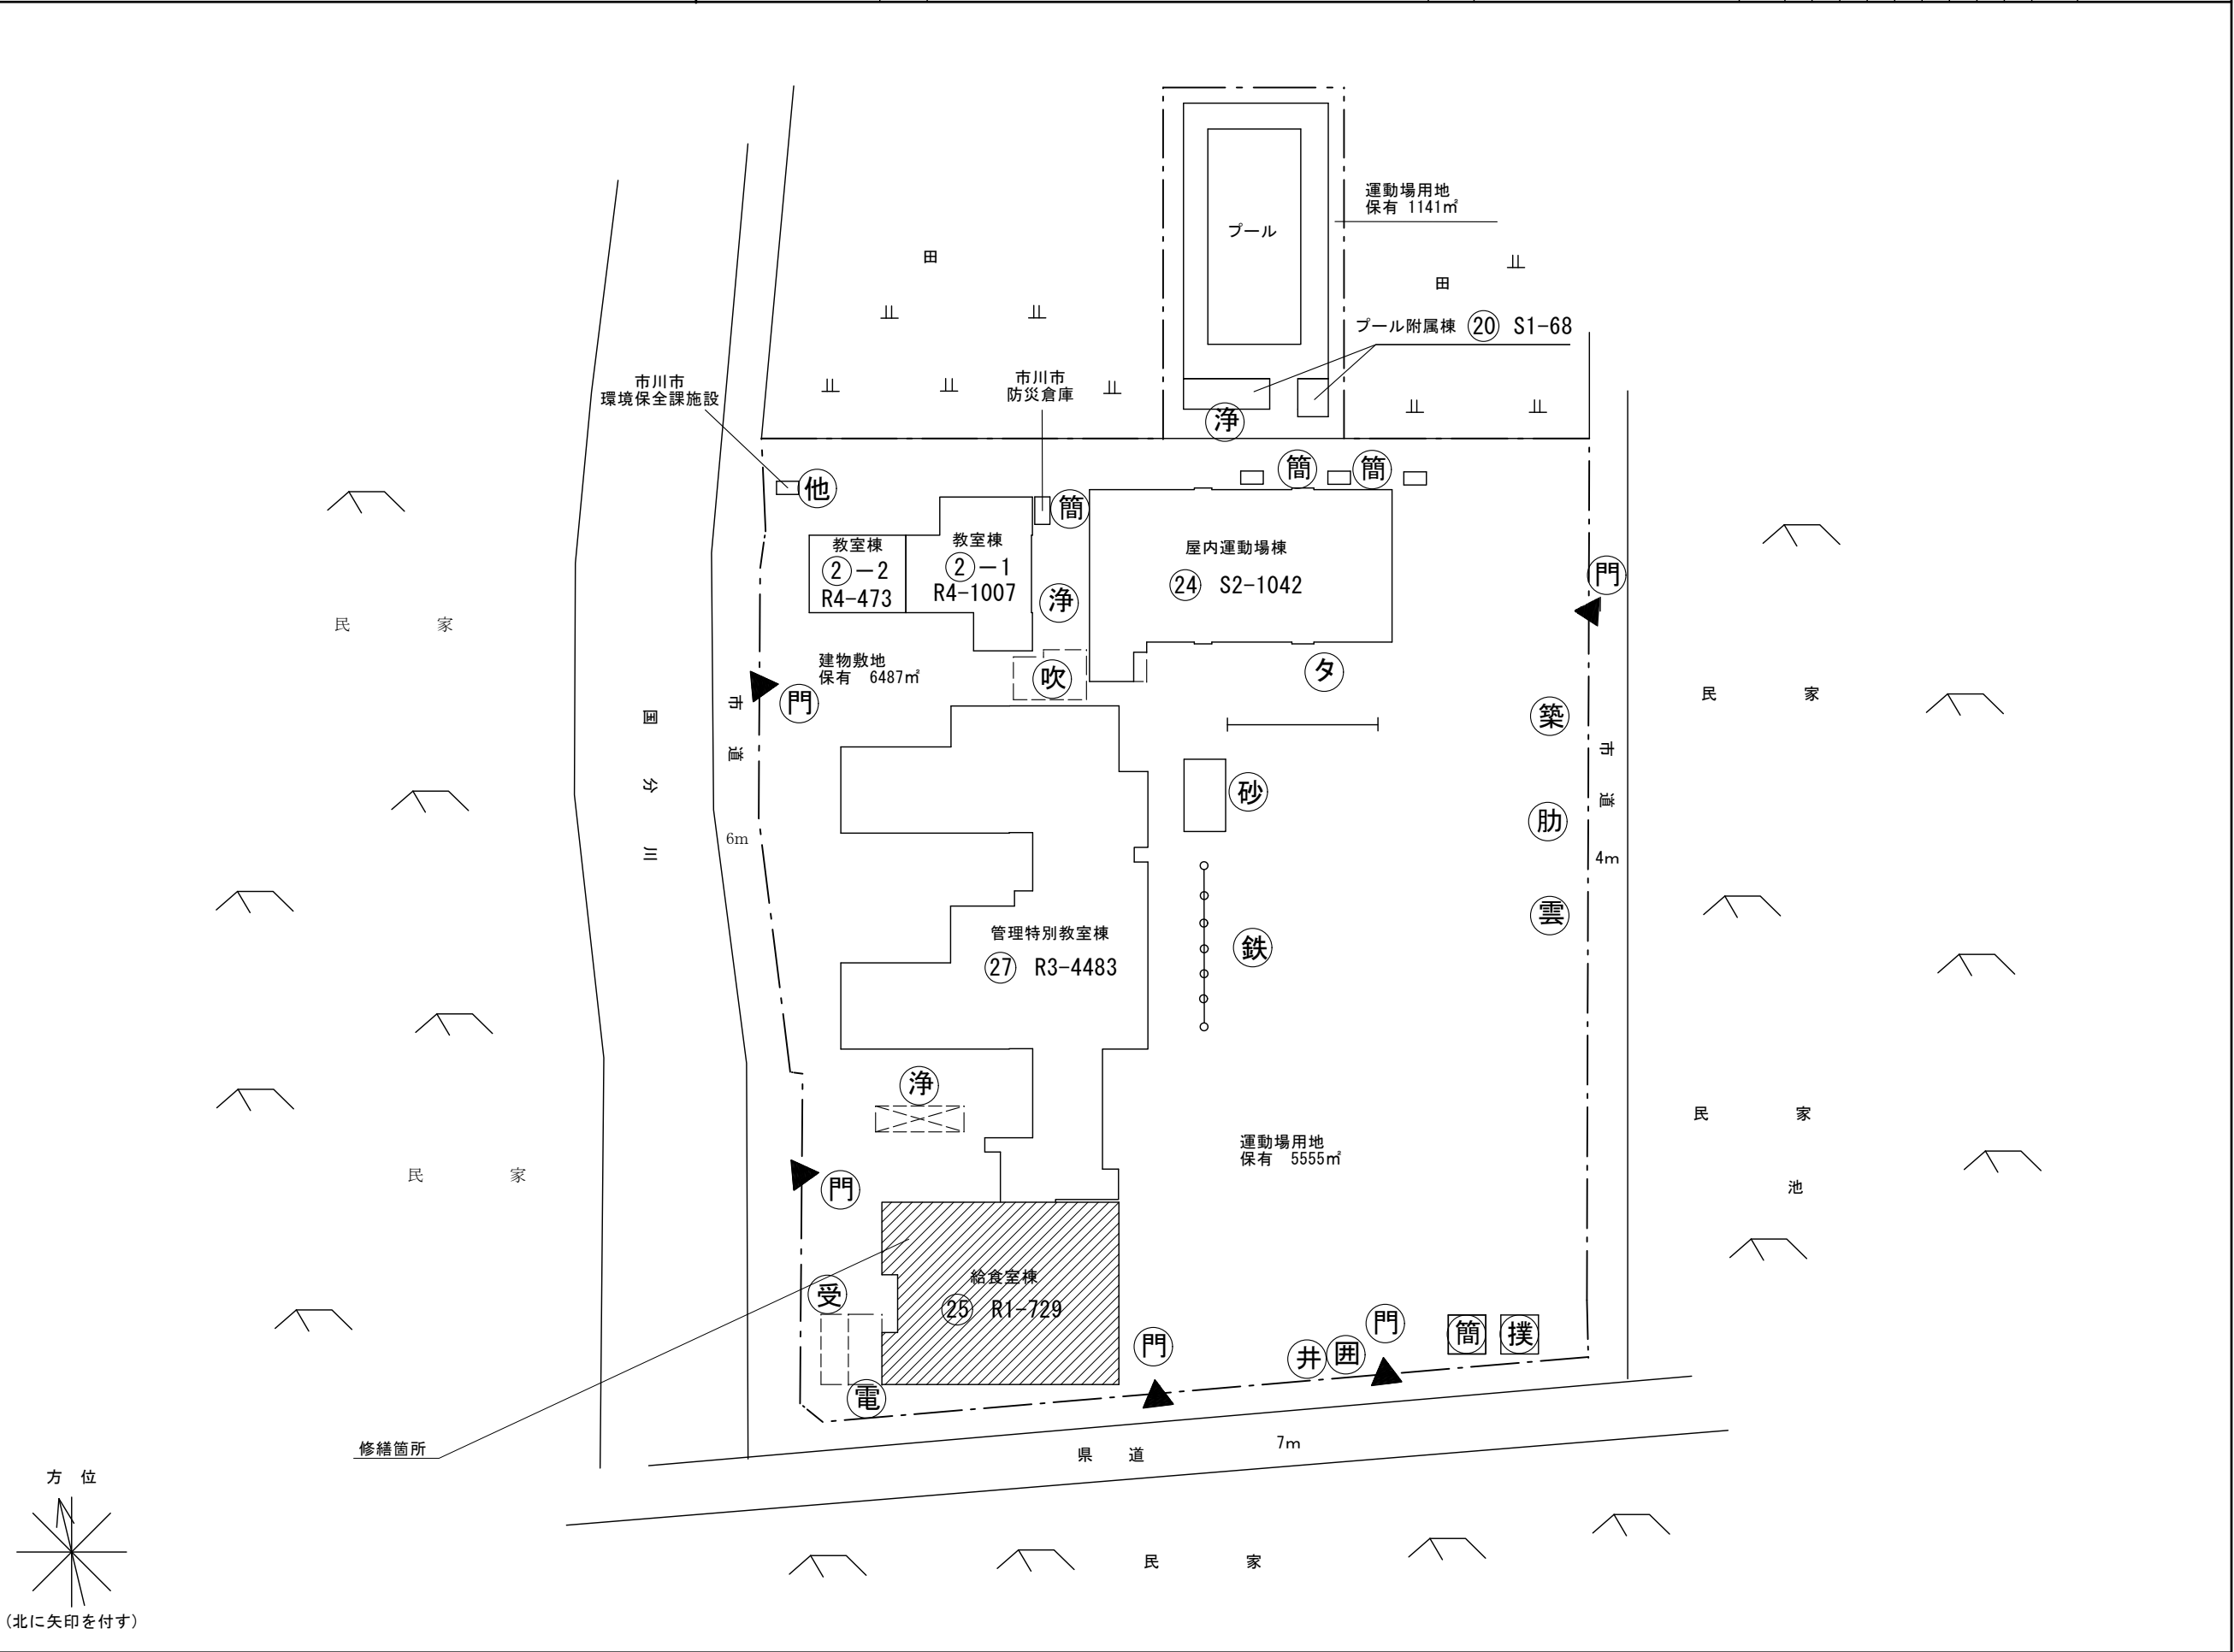 運動場用地
保有 1141㎡
プール
田
田
プール附属棟 ⑳ S1-68
市川市
環境保全課施設
市川市
防災倉庫
浄
簡
簡
他
簡
教室棟
②-2
R4-473
教室棟
②-1
R4-1007
屋内運動場棟
㉔ S2-1042
浄
門
民 家
建物敷地
保有 6487㎡
吹
タ
門
民 家
国分川
市道
6m
築
市道
4m
砂
肋
雲
管理特別教室棟
㉗ R3-4483
鉄
浄
運動場用地
保有 5555㎡
民 家
池
民 家
門
受
給食室棟
㉕ R1-729
電
門
井
囲
門
簡
撲
修繕箇所
県 道
7m
方 位
(北に矢印を付す)
民 家